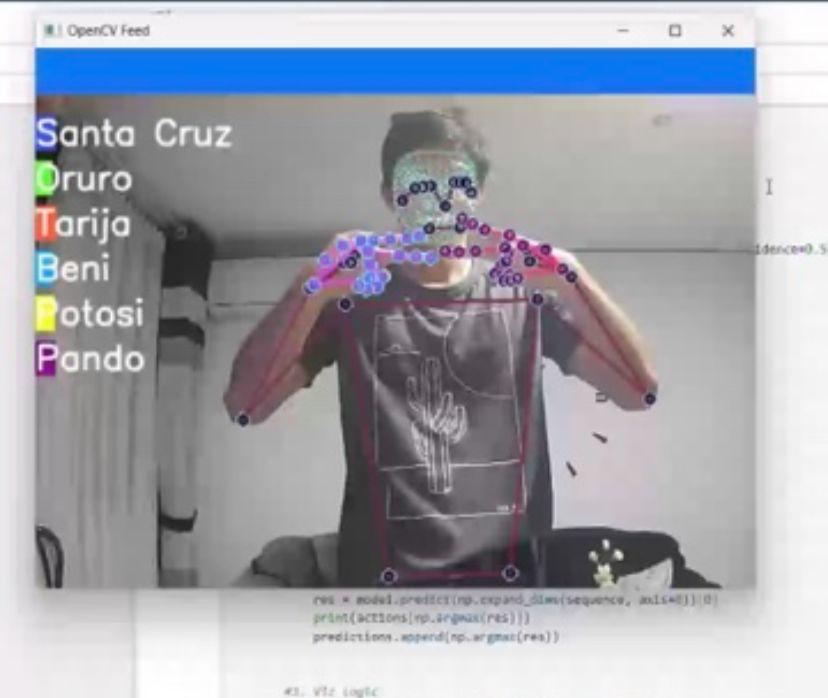 OpenCV Feed
Santa Cruz
Oruro
Tarija
Beni
Potosi
Pando
idence=0.5
res = model.predict(np.expand_dims(sequence, axis=0))[0]
print(actions[np.argmax(res)])
predictions.append(np.argmax(res))
#3. Viz logic